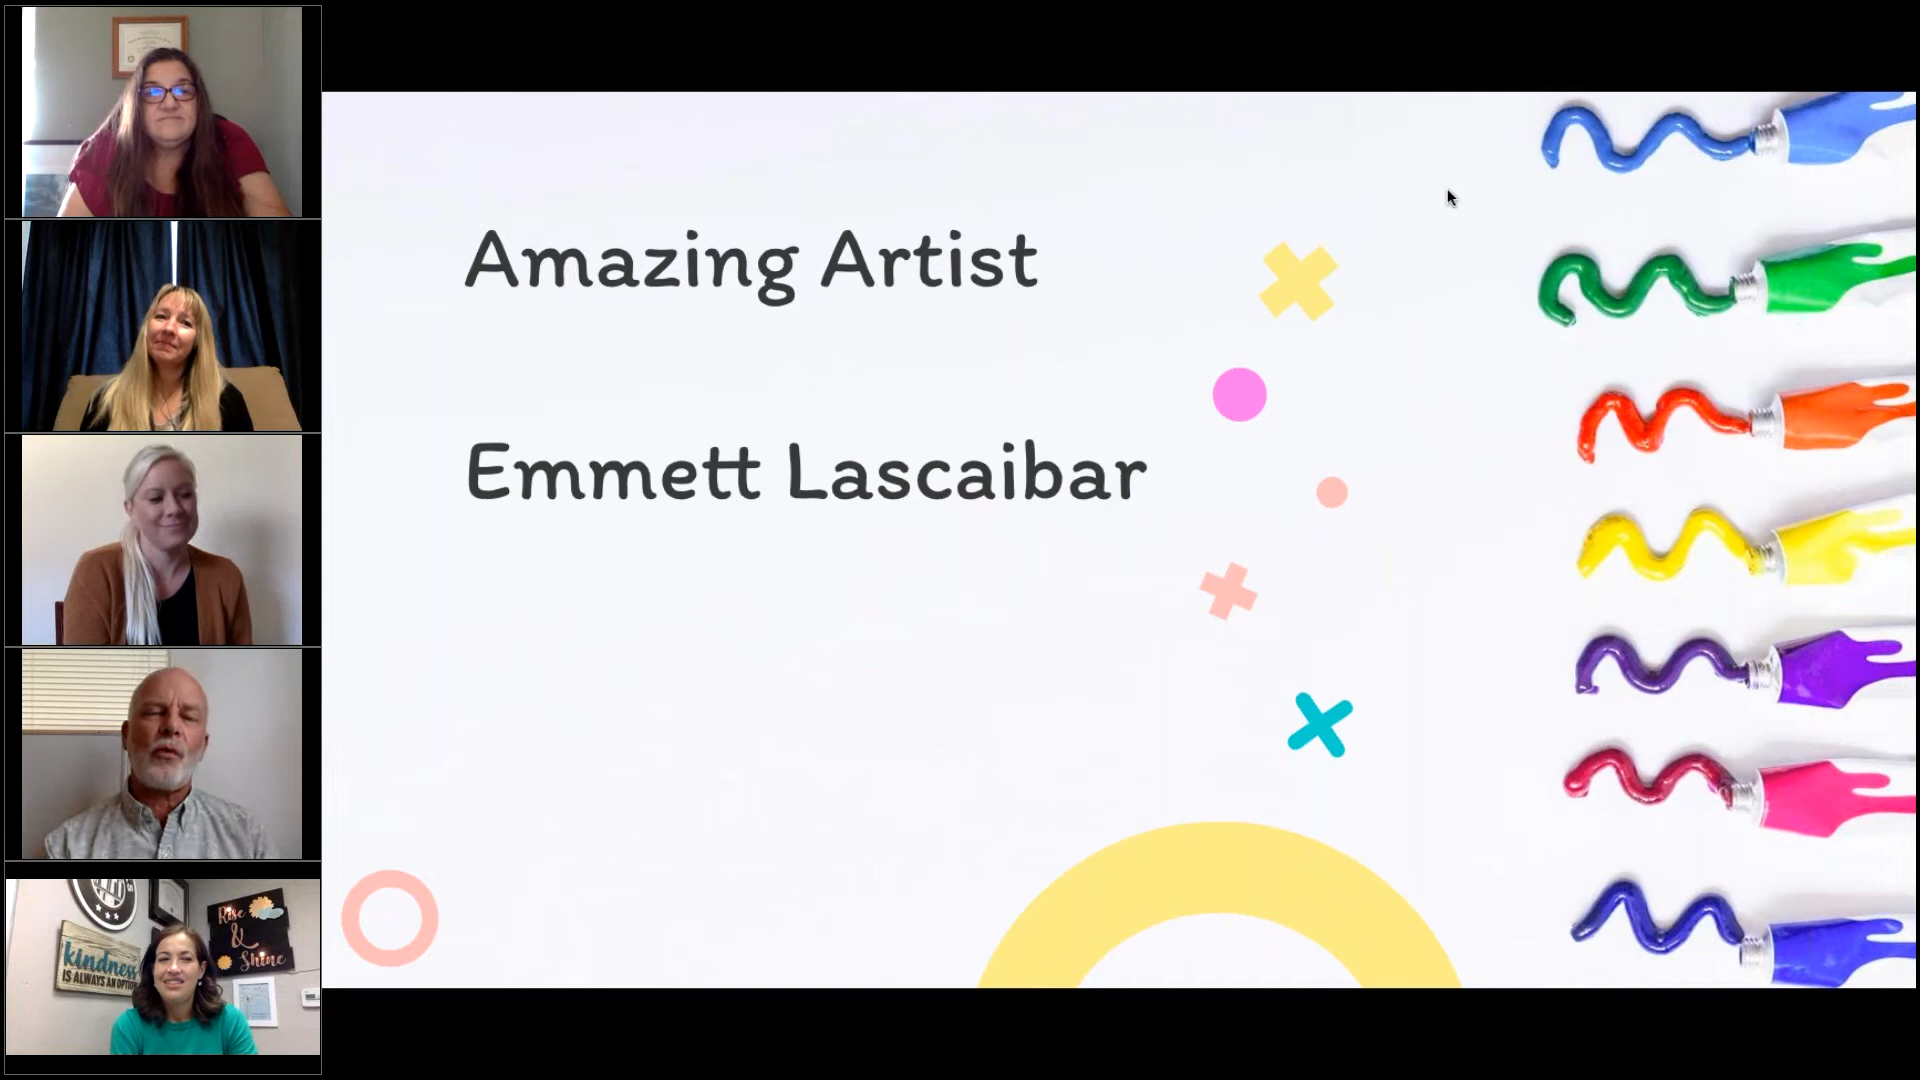 Amazing Artist
Emmett Lascaibar
kindness
IS ALWAYS AN OPTION
Rise
&
Shine